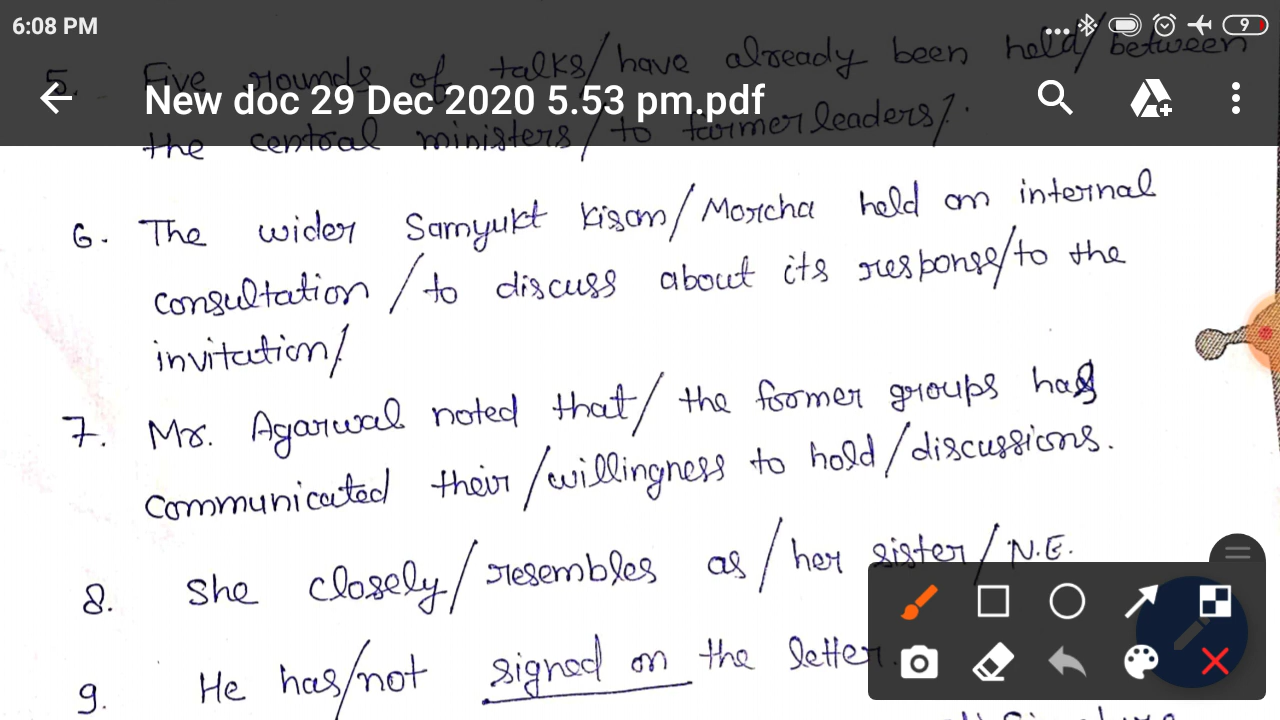 6:08 PM
9
5. Five rounds of talks/have already been held/between
New doc 29 Dec 2020 5.53 pm.pdf
the central ministers/to farmer leaders/.
6. The wider Samyukt Kisan/Morcha held an internal
consultation/to discuss about its response/to the
invitation/
7. Mr. Agarwal noted that/the former groups has
communicated their/willingness to hold/discussions.
8. She closely/resembles as/her sister/N.E.
9. He has/not signed on the letter.